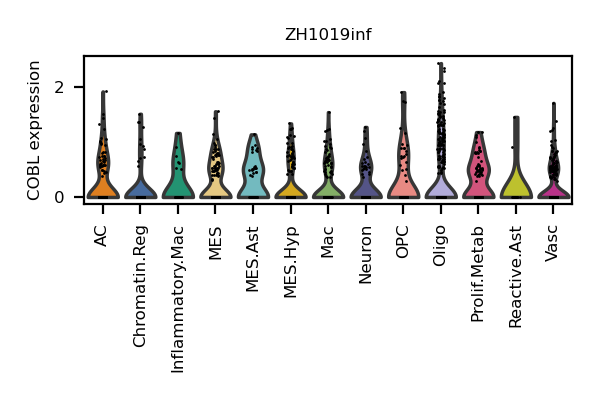 ZH1019inf
COBL expression
2
0
AC
Chromatin.Reg
Inflammatory.Mac
MES
MES.Ast
MES.Hyp
Mac
Neuron
OPC
Oligo
Prolif.Metab
Reactive.Ast
Vasc